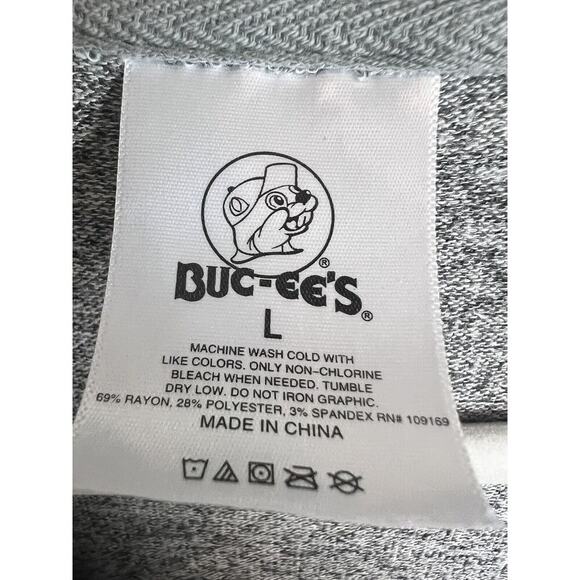 BUC-EE'S®
L
MACHINE WASH COLD WITH
LIKE COLORS. ONLY NON-CHLORINE
BLEACH WHEN NEEDED. TUMBLE
DRY LOW. DO NOT IRON GRAPHIC.
69% RAYON, 28% POLYESTER, 3% SPANDEX RN# 109169
MADE IN CHINA